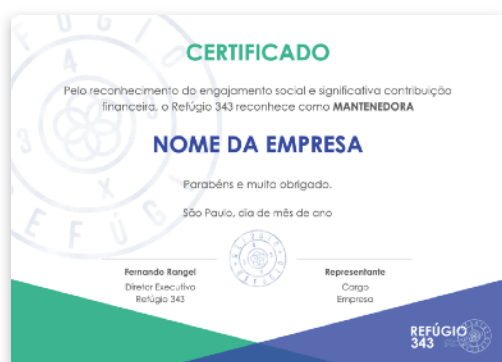 CERTIFICADO
Pelo reconhecimento do engajamento social e significativa contribuição
financeira, o Refúgio 343 reconhece como MANTENEDORA
NOME DA EMPRESA
Parabéns e muito obrigado.
São Paulo, dia de mês de ano
Fernando Rangel
Diretor Executivo
Refúgio 343
Representante
Cargo
Empresa
REFÚGIO
343